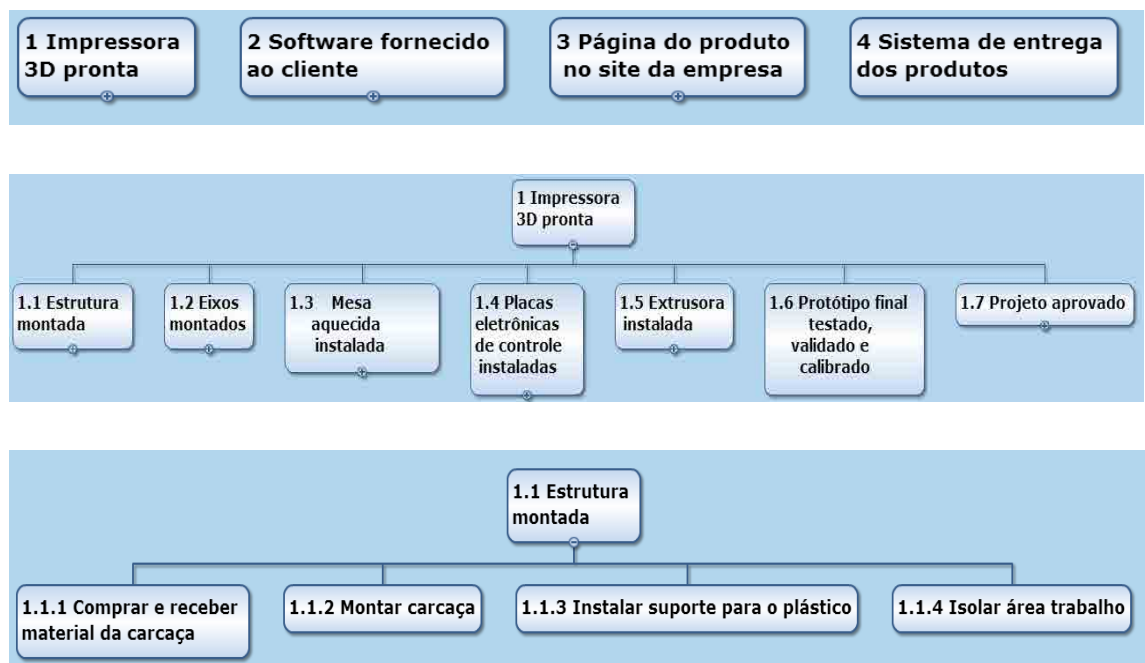 1 Impressora
3D pronta
2 Software fornecido
ao cliente
3 Página do produto
no site da empresa
4 Sistema de entrega
dos produtos
1 Impressora
3D pronta
1.1 Estrutura
montada
1.2 Eixos
montados
1.3 Mesa
aquecida
instalada
1.4 Placas
eletrônicas
de controle
instaladas
1.5 Extrusora
instalada
1.6 Protótipo final
testado,
validado e
calibrado
1.7 Projeto aprovado
1.1 Estrutura
montada
1.1.1 Comprar e receber
material da carcaça
1.1.2 Montar carcaça
1.1.3 Instalar suporte para o plástico
1.1.4 Isolar área trabalho